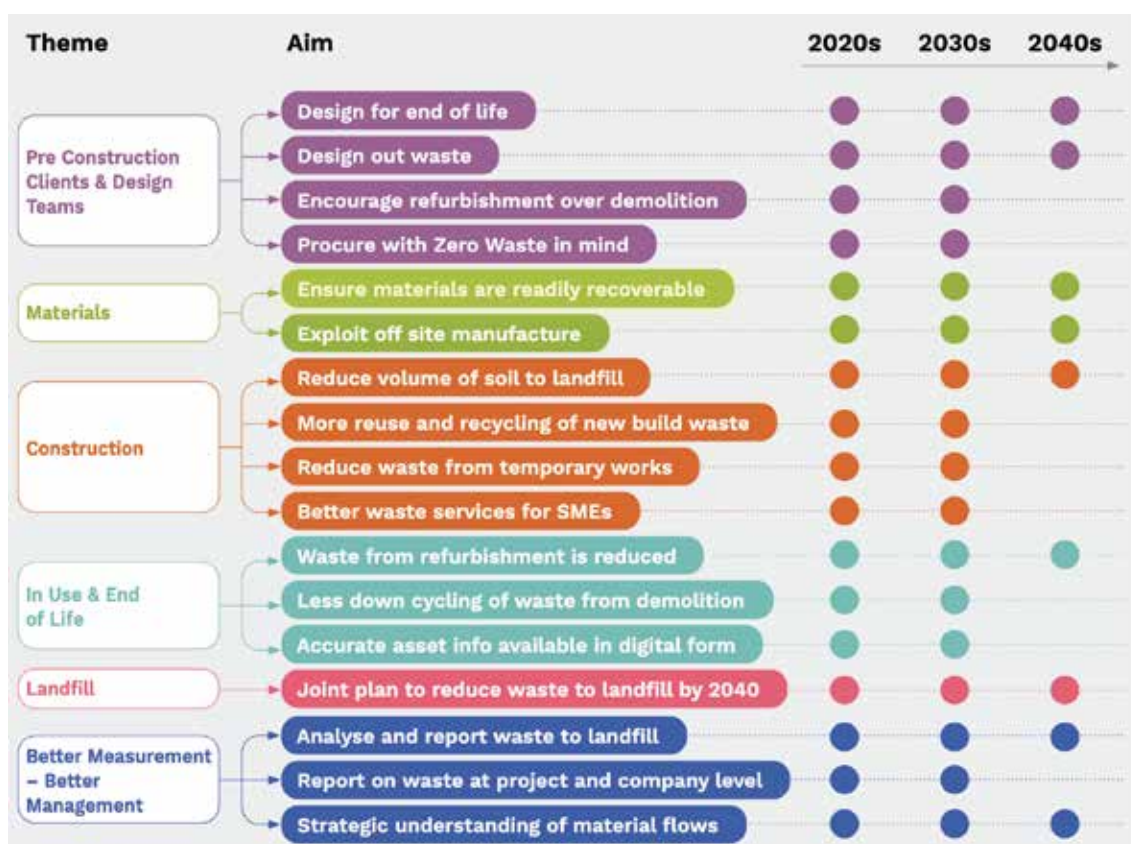 Theme
Aim
2020s 2030s 2040s
Pre Construction
Clients & Design
Teams
Design for end of life
Design out waste
Encourage refurbishment over demolition
Procure with Zero Waste in mind
Materials
Ensure materials are readily recoverable
Exploit off site manufacture
Construction
Reduce volume of soil to landfill
More reuse and recycling of new build waste
Reduce waste from temporary works
Better waste services for SMEs
In Use & End
of Life
Waste from refurbishment is reduced
Less down cycling of waste from demolition
Accurate asset info available in digital form
Landfill
Joint plan to reduce waste to landfill by 2040
Better Measurement
– Better
Management
Analyse and report waste to landfill
Report on waste at project and company level
Strategic understanding of material flows